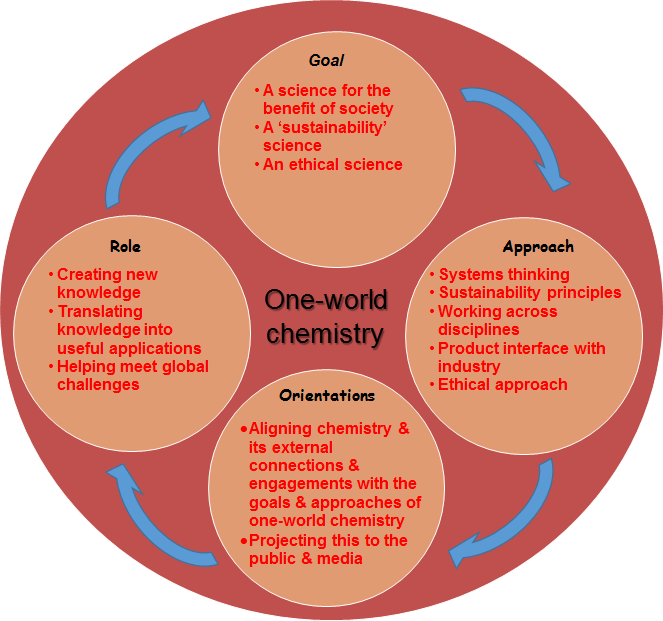 Goal
• A science for the
benefit of society
• A ‘sustainability’
science
• An ethical science
Role
• Creating new
knowledge
• Translating
knowledge into
useful applications
• Helping meet global
challenges
One-world
chemistry
Approach
• Systems thinking
• Sustainability principles
• Working across
disciplines
• Product interface with
industry
• Ethical approach
Orientations
• Aligning chemistry &
its external
connections &
engagements with the
goals & approaches of
one-world chemistry
• Projecting this to the
public & media